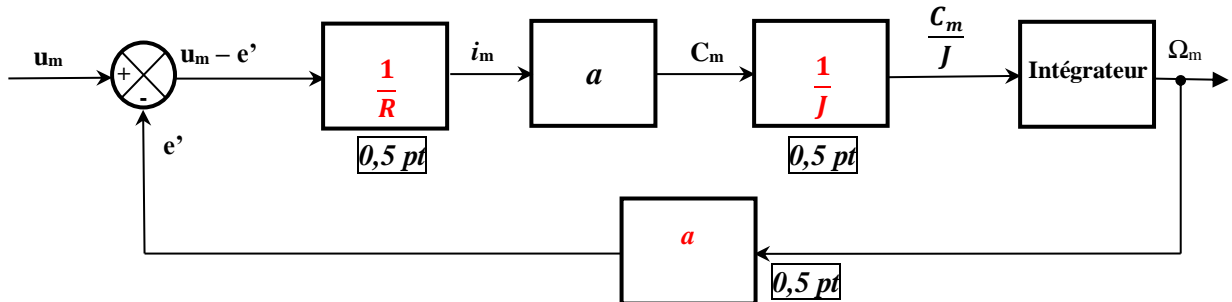 uₘ
+
-
uₘ – e'
1
R
0,5 pt
iₘ
a
Cₘ
1
J
0,5 pt
Cₘ
J
Intégrateur
Ωₘ
e'
a
0,5 pt